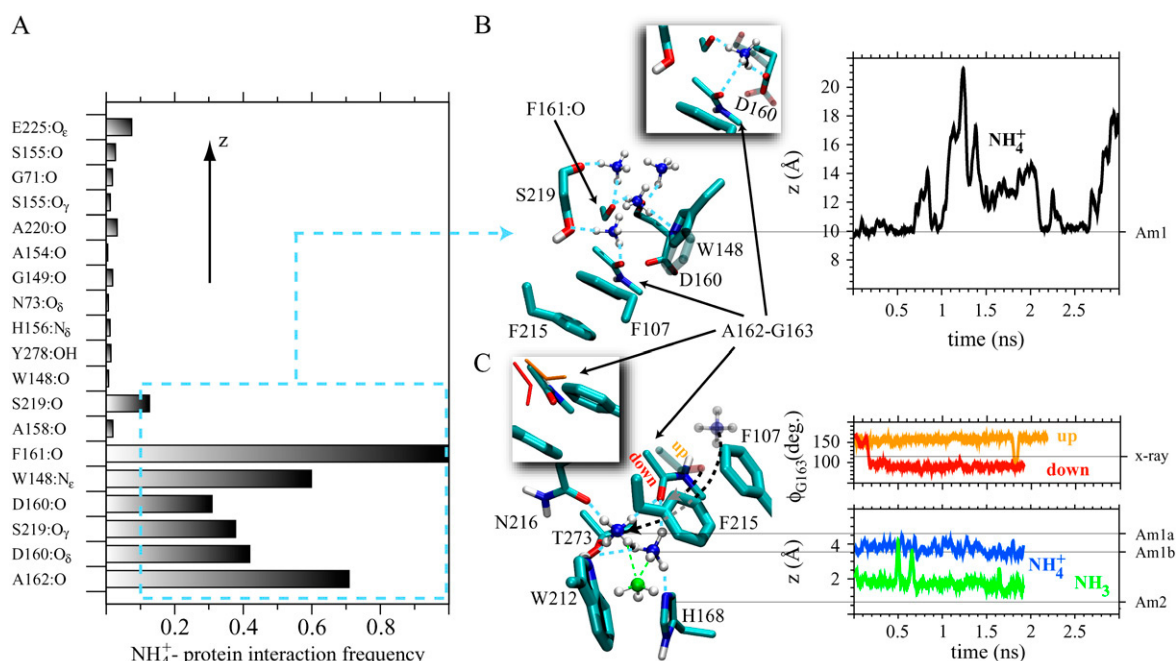 A
E225:Oε
S155:O
G71:O
S155:Oγ
A220:O
A154:O
G149:O
N73:Oδ
H156:Nδ
Y278:OH
W148:O
S219:O
A158:O
F161:O
W148:Nε
D160:O
S219:Oγ
D160:Oδ
A162:O
z
0.2 0.4 0.6 0.8
NH4+- protein interaction frequency
B
D160
F161:O
S219
W148
D160
F215
F107
A162-G163
z (Å)
20
18
16
14
12
10
8
NH4+
Am1
0.5 1 1.5 2 2.5
time (ns)
C
F107
up
down
N216
T273
F215
W212
H168
ϕG163(deg.)
150
100
up
down
x-ray
z (Å)
4
2
NH4+
NH3
Am1a
Am1b
Am2
0.5 1 1.5 2 2.5
time (ns)